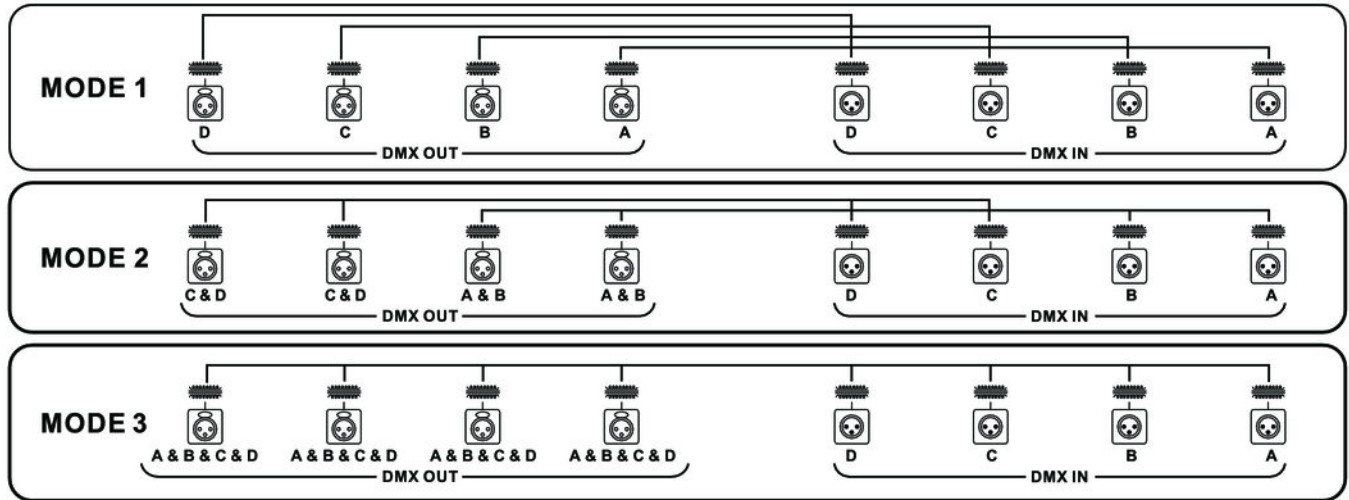 MODE 1
D C B A D C B A
DMX OUT DMX IN
MODE 2
C & D C & D A & B A & B D C B A
DMX OUT DMX IN
MODE 3
A & B & C & D A & B & C & D A & B & C & D A & B & C & D D C B A
DMX OUT DMX IN